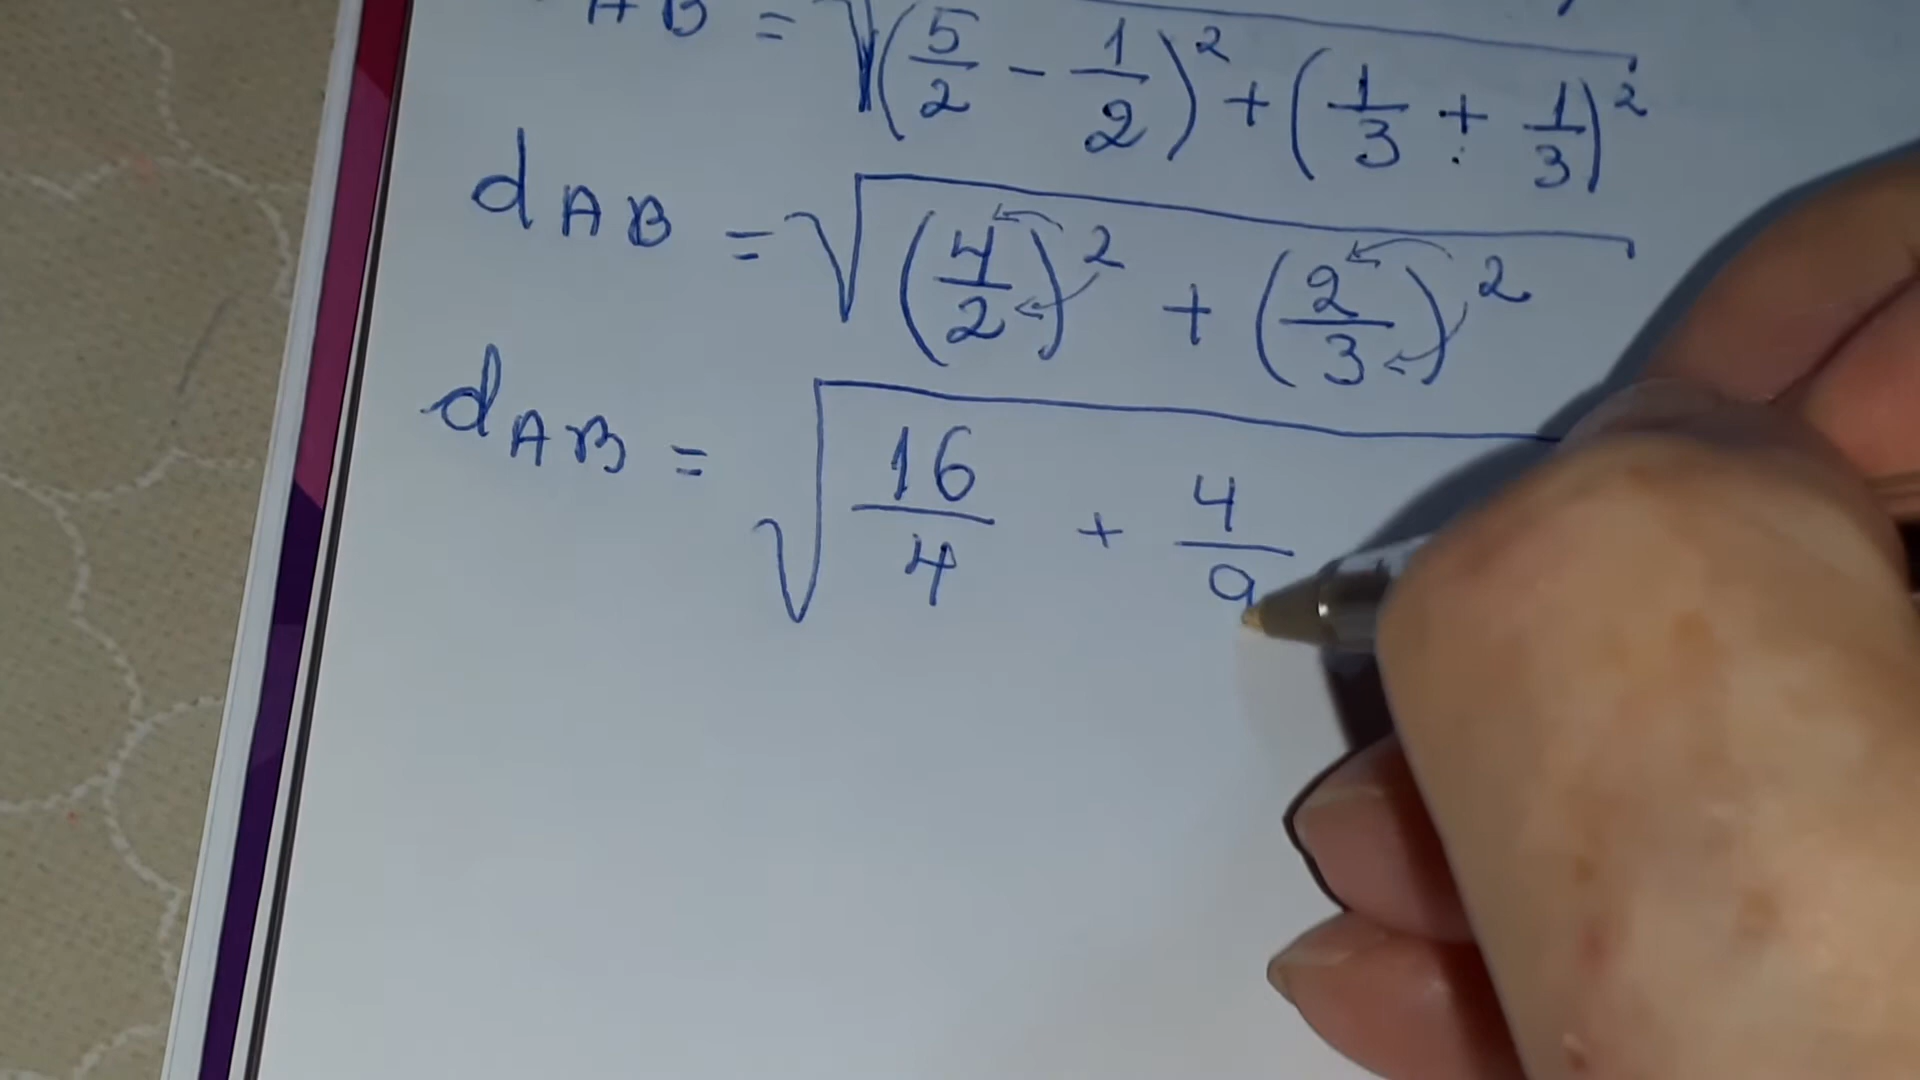 AB = √(5/2 - 1/2)² + (1/3 + 1/3)²
dAB = √(4/2)² + (2/3)²
dAB = √16/4 + 4/9